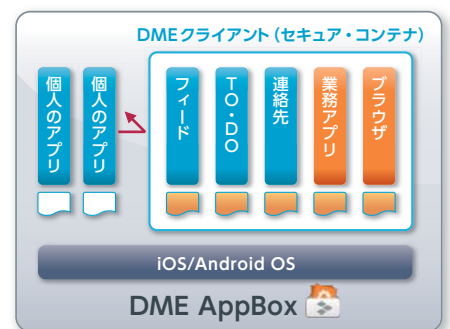 DMEクライアント（セキュア・コンテナ）
個人のアプリ
個人のアプリ
フィード
TO・DO
連絡先
業務アプリ
ブラウザ
iOS/Android OS
DME AppBox